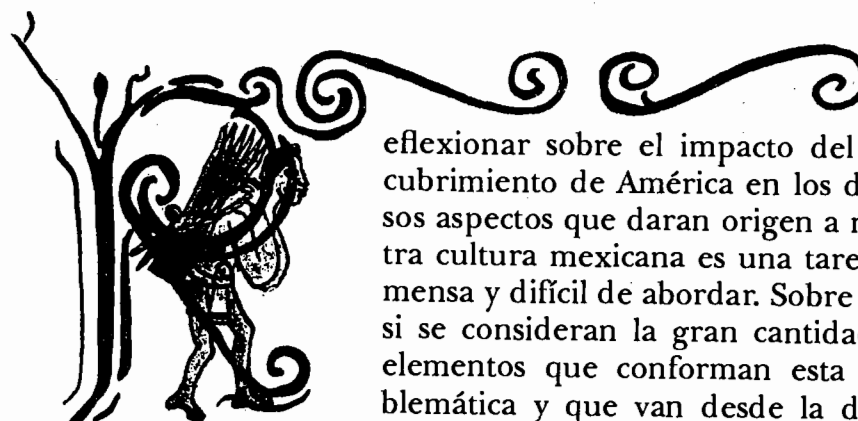 Reflexionar sobre el impacto del
cubrimiento de América en los d
sos aspectos que daran origen a n
tra cultura mexicana es una tare
mensa y difícil de abordar. Sobre
si se consideran la gran cantida
elementos que conforman esta
blemática y que van desde la d